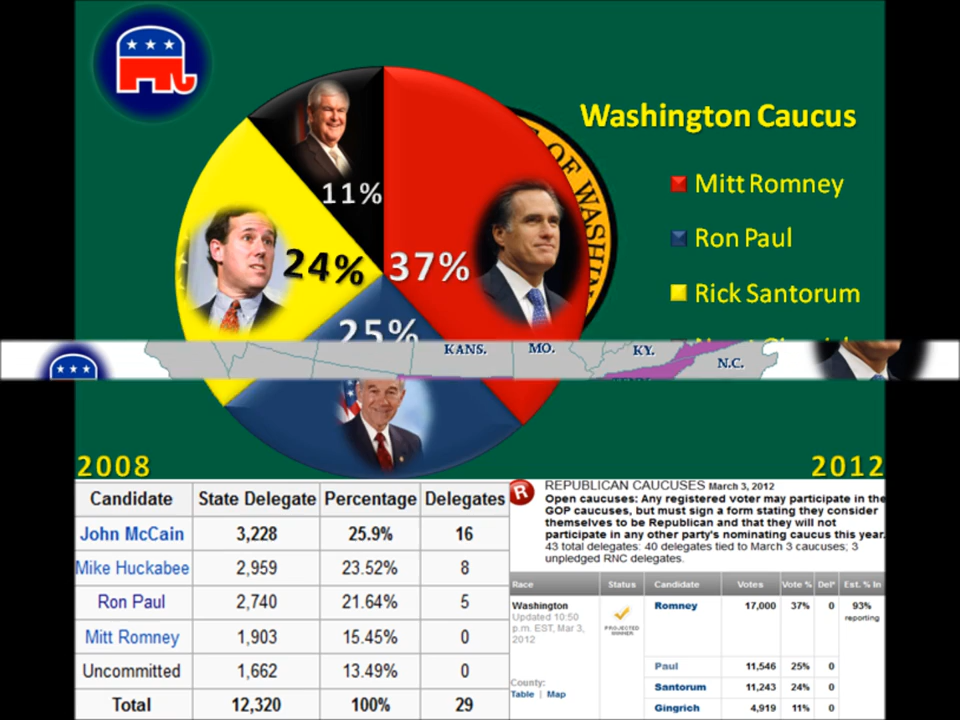 Washington Caucus
OF WASHIN
11%
Mitt Romney
Ron Paul
24%
37%
Rick Santorum
25%
KANS.
MO.
KY.
N.C.
2008
2012
Candidate State Delegate Percentage Delegates
John McCain 3,228 25.9% 16
Mike Huckabee 2,959 23.52% 8
Ron Paul 2,740 21.64% 5
Mitt Romney 1,903 15.45% 0
Uncommitted 1,662 13.49% 0
Total 12,320 100% 29
R REPUBLICAN CAUCUSES March 3, 2012
Open caucuses: Any registered voter may participate in the
GOP caucuses, but must sign a form stating they consider
themselves to be Republican and that they will not
participate in any other party's nominating caucus this year.
43 total delegates: 40 delegates tied to March 3 caucuses; 3
unpledged RNC delegates.
Race Status Candidate Votes Vote % Del* Est. % In
Washington Romney 17,000 37% 0 93%
Updated 10:50 reporting
p.m. EST, Mar 3, PROJECTED
2012 WINNER
Paul 11,546 25% 0
County: Santorum 11,243 24% 0
Table | Map
Gingrich 4,919 11% 0